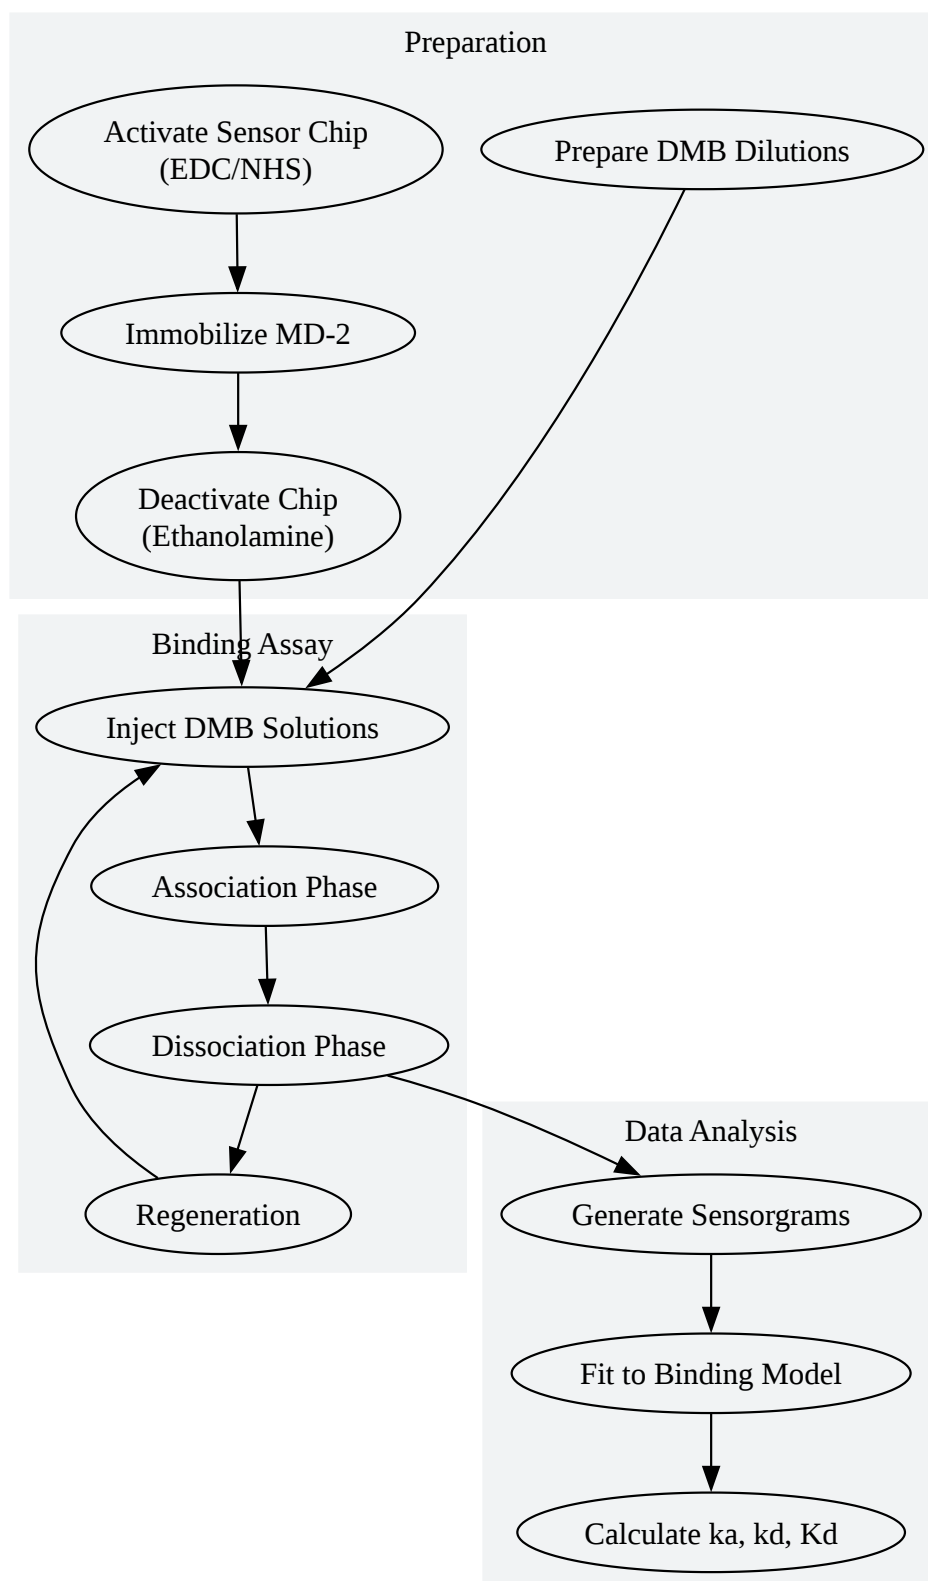 Preparation
Activate Sensor Chip
(EDC/NHS)
Prepare DMB Dilutions
Immobilize MD-2
Deactivate Chip
(Ethanolamine)
Binding Assay
Inject DMB Solutions
Association Phase
Dissociation Phase
Regeneration
Data Analysis
Generate Sensorgrams
Fit to Binding Model
Calculate ka, kd, Kd